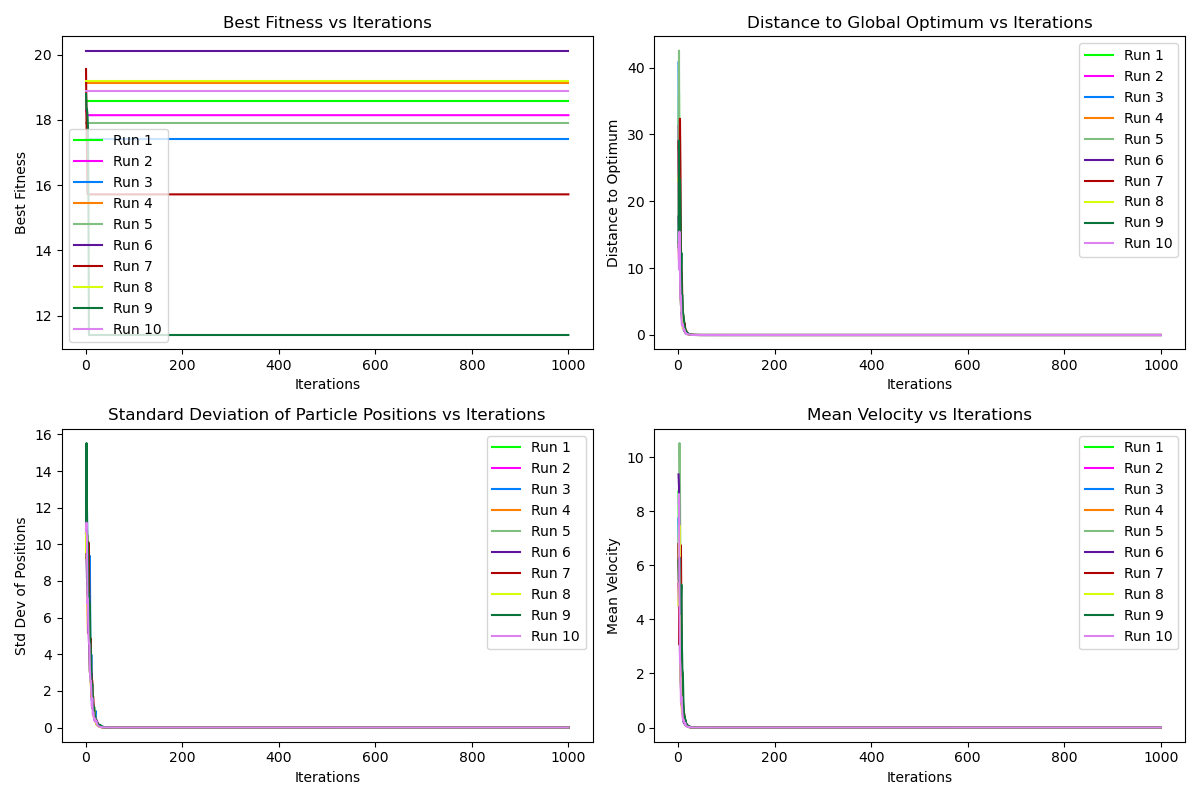 Best Fitness vs Iterations
Best Fitness
20
18
16
14
12
Run 1
Run 2
Run 3
Run 4
Run 5
Run 6
Run 7
Run 8
Run 9
Run 10
0 200 400 600 800 1000
Iterations
Distance to Global Optimum vs Iterations
Distance to Optimum
40
30
20
10
0
Run 1
Run 2
Run 3
Run 4
Run 5
Run 6
Run 7
Run 8
Run 9
Run 10
0 200 400 600 800 1000
Iterations
Standard Deviation of Particle Positions vs Iterations
Std Dev of Positions
16
14
12
10
8
6
4
2
0
Run 1
Run 2
Run 3
Run 4
Run 5
Run 6
Run 7
Run 8
Run 9
Run 10
0 200 400 600 800 1000
Iterations
Mean Velocity vs Iterations
Mean Velocity
10
8
6
4
2
0
Run 1
Run 2
Run 3
Run 4
Run 5
Run 6
Run 7
Run 8
Run 9
Run 10
0 200 400 600 800 1000
Iterations